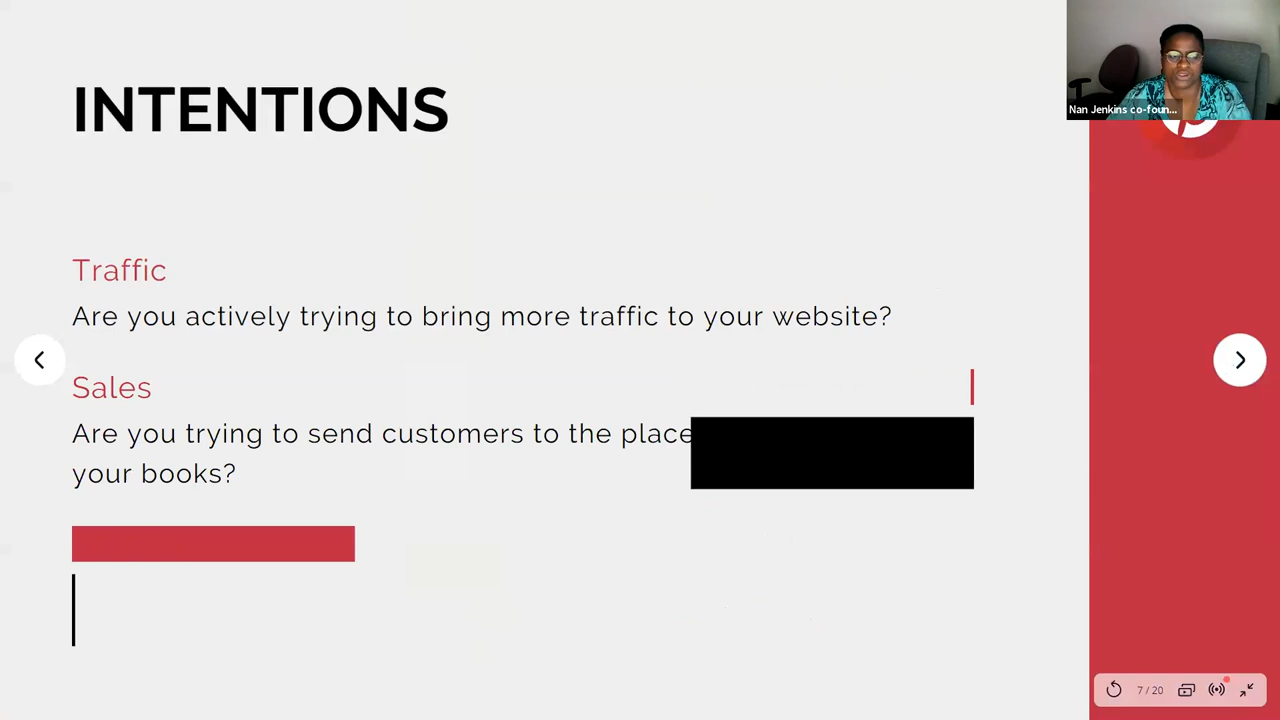 INTENTIONS
Nan Jenkins co-foun...
Traffic
Are you actively trying to bring more traffic to your website?
Sales
Are you trying to send customers to the place
your books?
7 / 20